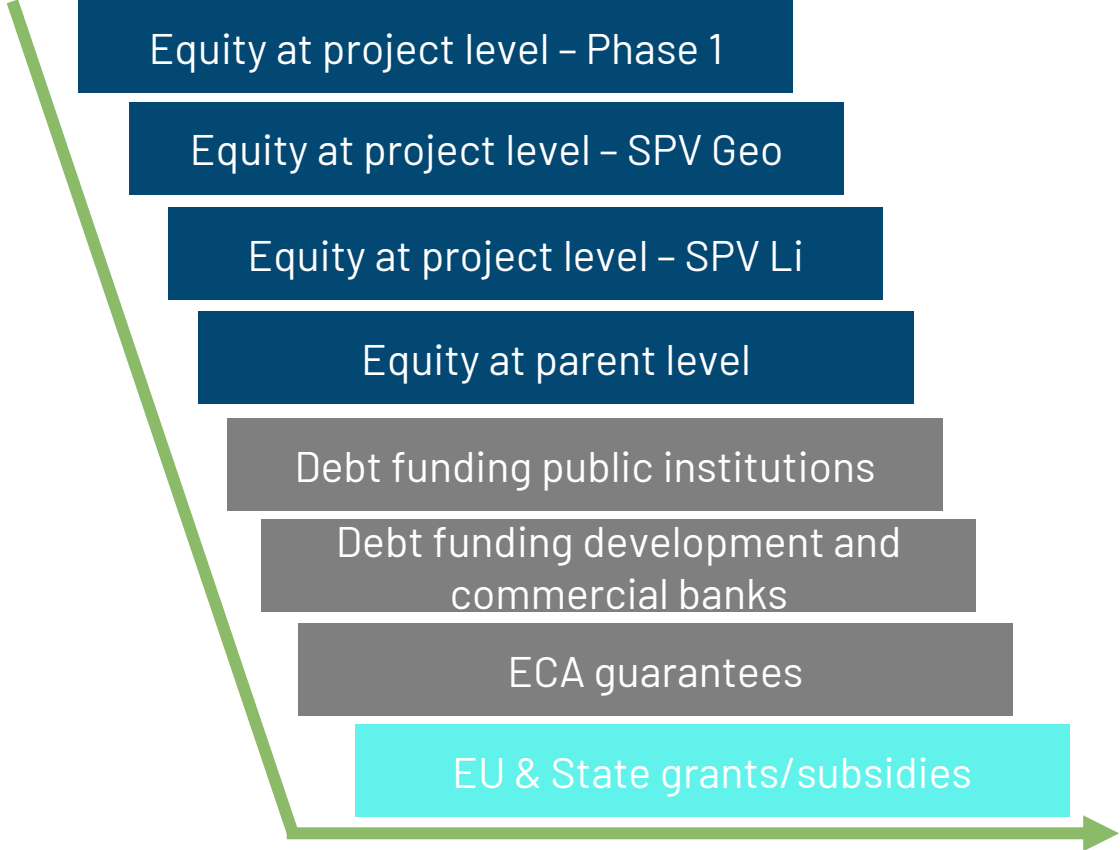 Equity at project level – Phase 1
Equity at project level – SPV Geo
Equity at project level – SPV Li
Equity at parent level
Debt funding public institutions
Debt funding development and
commercial banks
ECA guarantees
EU & State grants/subsidies